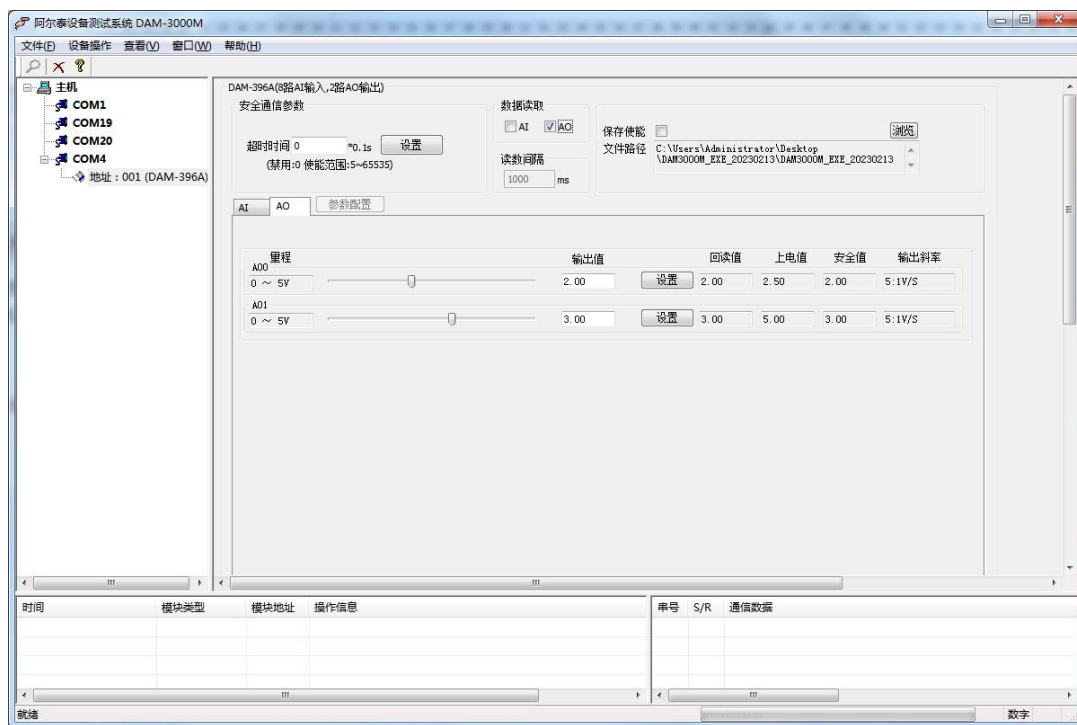 阿尔泰设备测试系统 DAM-3000M
文件(F) 设备操作 查看(V) 窗口(W) 帮助(H)
主机
COM1
COM19
COM20
COM4
地址：001 (DAM-396A)
DAM-396A(8路AI输入,2路AO输出)
安全通信参数
超时时间 0 *0.1s 设置
(禁用:0 使能范围:5~65535)
数据读取
AI AO
读数间隔
1000 ms
保存使能 浏览
文件路径 C:\Users\Administrator\Desktop
\DAM3000M_EXE_20230213\DAM3000M_EXE_20230213
AI AO 参数配置
量程 输出值 回读值 上电值 安全值 输出斜率
AO0
0 ～ 5V 2.00 设置 2.00 2.50 2.00 5:1V/S
AO1
0 ～ 5V 3.00 设置 3.00 5.00 3.00 5:1V/S
时间 模块类型 模块地址 操作信息
串号 S/R 通信数据
就绪 数字